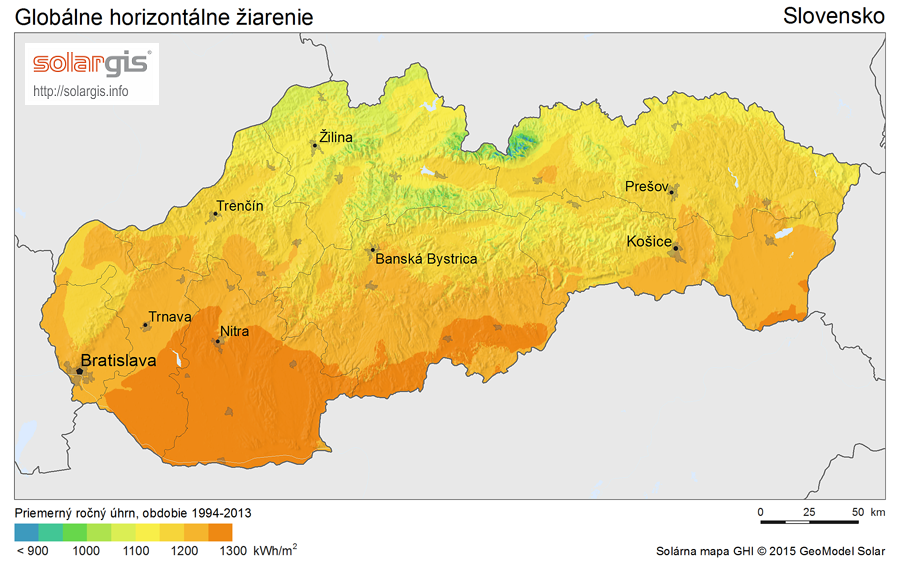 Globálne horizontálne žiarenie
Slovensko
solargis®
http://solargis.info
Žilina
Prešov
Trenčín
Košice
Banská Bystrica
Trnava
Nitra
Bratislava
Priemerný ročný úhrn, obdobie 1994-2013
< 900 1000 1100 1200 1300 kWh/m²
0 25 50 km
Solárna mapa GHI © 2015 GeoModel Solar